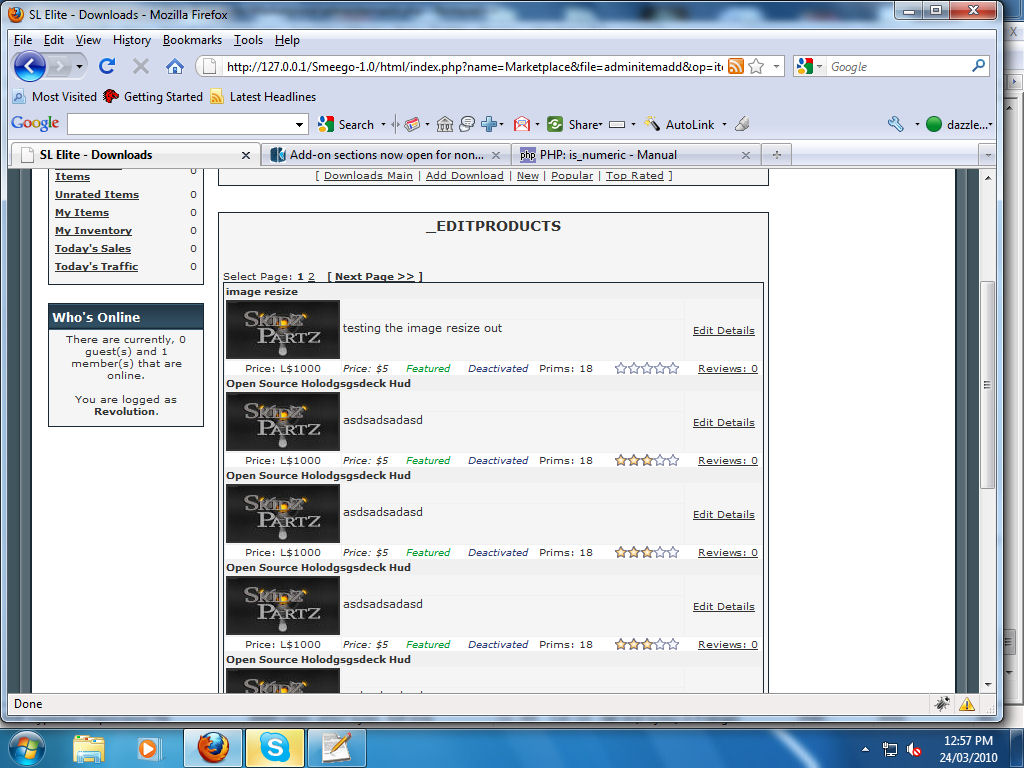 SL Elite - Downloads - Mozilla Firefox
File Edit View History Bookmarks Tools Help
http://127.0.0.1/Smeego-1.0/html/index.php?name=Marketplace&file=adminitemadd&op=ite
Google
Most Visited Getting Started Latest Headlines
Google Search Share AutoLink dazzle...
SL Elite - Downloads Add-on sections now open for non... php PHP: is_numeric - Manual
Items 0
Unrated Items 0
My Items 0
My Inventory 0
Today's Sales 0
Today's Traffic 0
Who's Online
There are currently, 0
guest(s) and 1
member(s) that are
online.
You are logged as
Revolution.
[ Downloads Main | Add Download | New | Popular | Top Rated ]
_EDITPRODUCTS
Select Page: 1 2 [ Next Page >> ]
image resize
SKIDZ PARTZ
testing the image resize out
Edit Details
Price: L$1000 Price: $5 Featured Deactivated Prims: 18 Reviews: 0
Open Source Holodgsgsdeck Hud
SKIDZ PARTZ
asdsadsadasd
Edit Details
Price: L$1000 Price: $5 Featured Deactivated Prims: 18 Reviews: 0
Open Source Holodgsgsdeck Hud
SKIDZ PARTZ
asdsadsadasd
Edit Details
Price: L$1000 Price: $5 Featured Deactivated Prims: 18 Reviews: 0
Open Source Holodgsgsdeck Hud
SKIDZ PARTZ
asdsadsadasd
Edit Details
Price: L$1000 Price: $5 Featured Deactivated Prims: 18 Reviews: 0
Open Source Holodgsgsdeck Hud
SKIDZ
Done
12:57 PM
24/03/2010